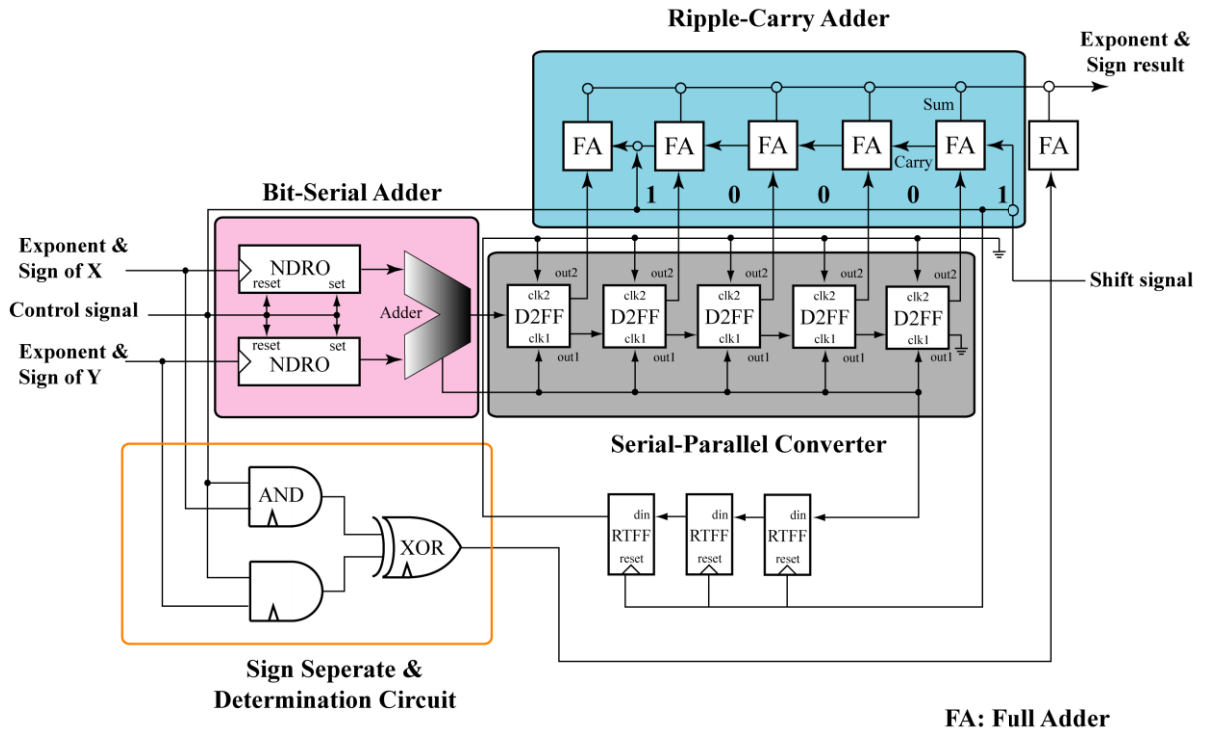 Ripple-Carry Adder
Exponent &
Sign result
Sum
FA
FA
FA
FA
FA
FA
Carry
Bit-Serial Adder
1
0
0
0
1
Exponent &
Sign of X
NDRO
reset
set
Control signal
Adder
reset
set
NDRO
Exponent &
Sign of Y
out2
out2
out2
out2
out2
clk2
clk2
clk2
clk2
clk2
D2FF
D2FF
D2FF
D2FF
D2FF
clk1
clk1
clk1
clk1
clk1
out1
out1
out1
out1
out1
Shift signal
Serial-Parallel Converter
AND
XOR
din
din
din
RTFF
RTFF
RTFF
reset
reset
reset
Sign Seperate &
Determination Circuit
FA: Full Adder